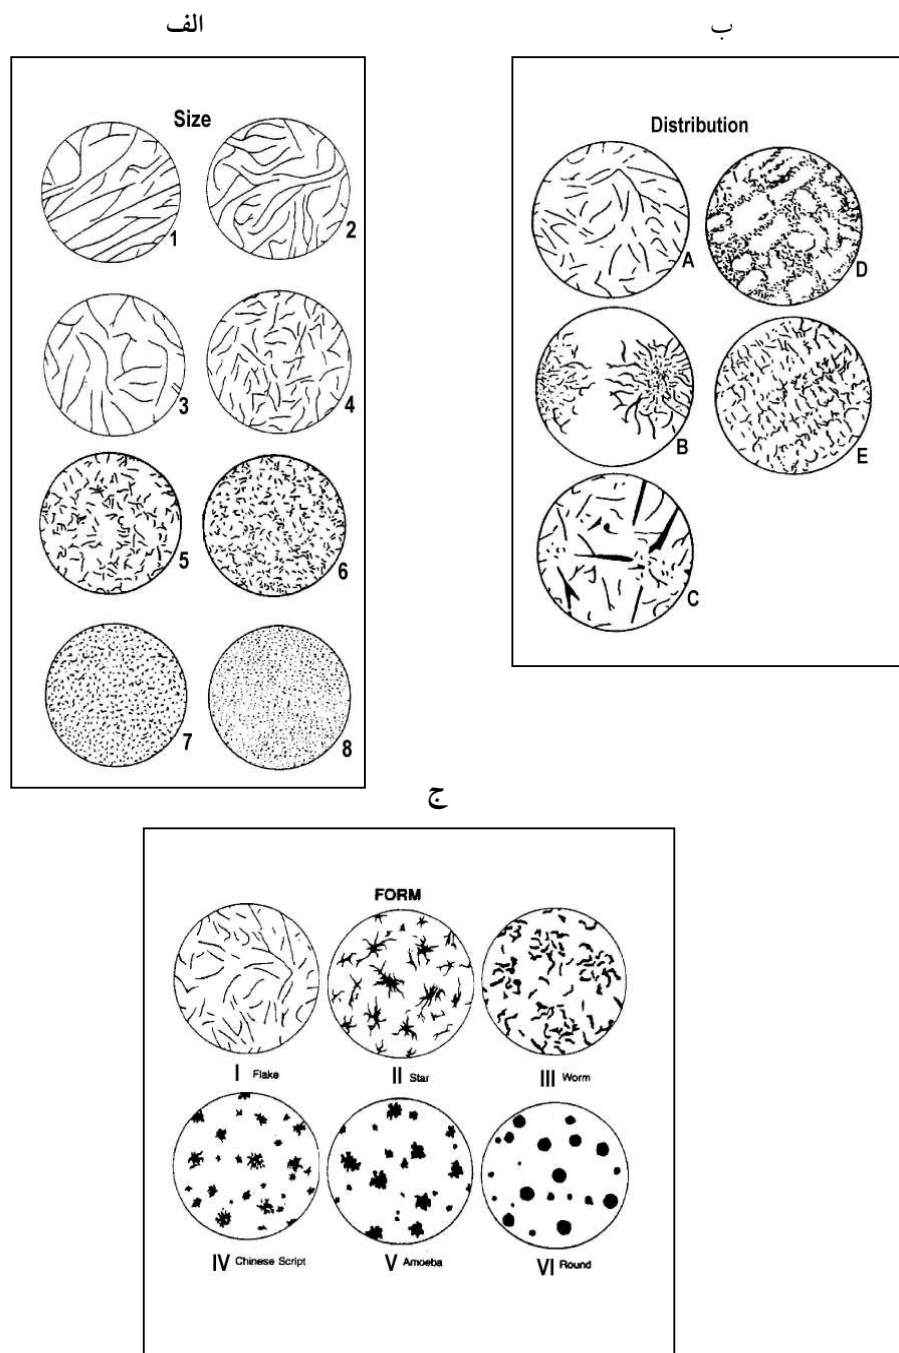 الف
ب
Size
1
2
3
4
5
6
7
8
Distribution
A
D
B
E
C
ج
FORM
I Flake
II Star
III Worm
IV Chinese Script
V Amoeba
VI Round